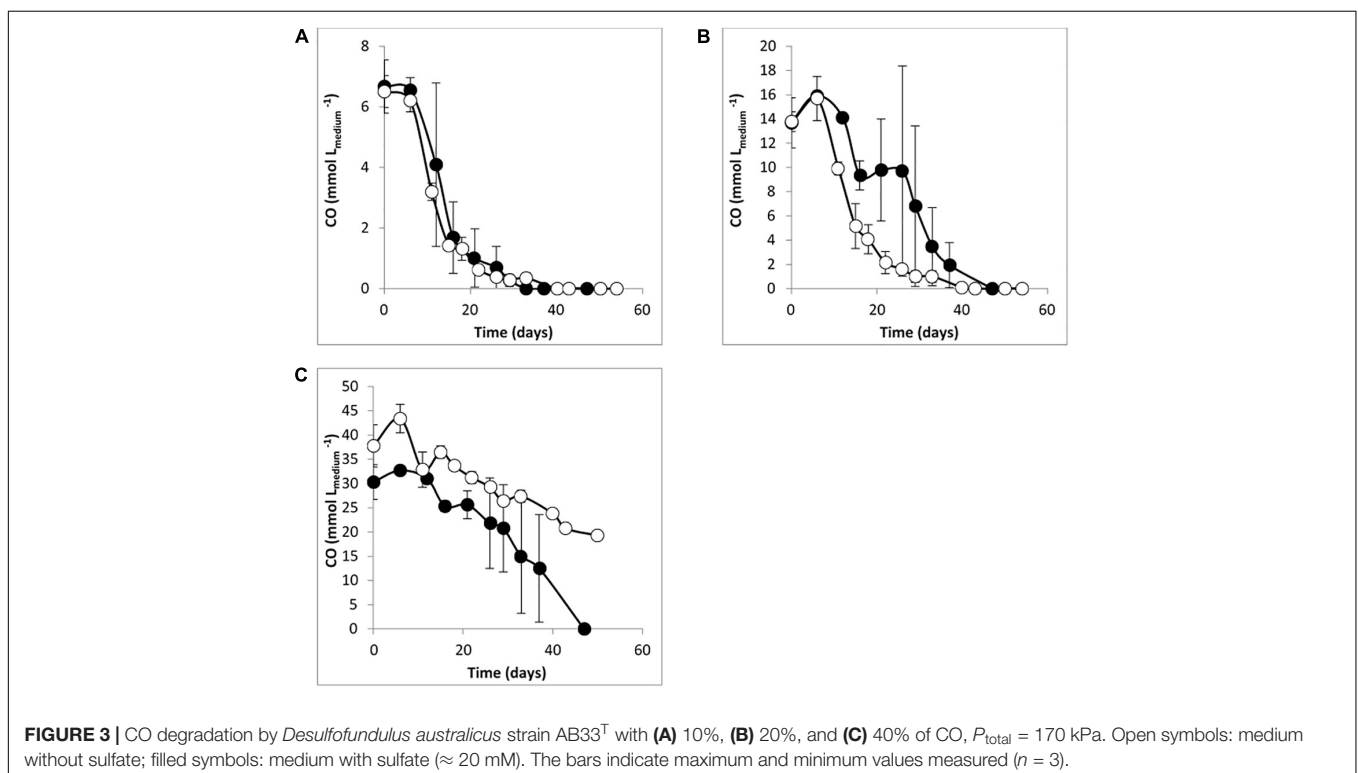 A
8
6
4
2
0
CO (mmol L_medium^-1)
0 20 40 60
Time (days)
B
20
18
16
14
12
10
8
6
4
2
0
CO (mmol L_medium^-1)
0 20 40 60
Time (days)
C
50
45
40
35
30
25
20
15
10
5
0
CO (mmol L_medium^-1)
0 20 40 60
Time (days)
FIGURE 3 | CO degradation by Desulfofundulus australicus strain AB33^T with (A) 10%, (B) 20%, and (C) 40% of CO, P_total = 170 kPa. Open symbols: medium
without sulfate; filled symbols: medium with sulfate (≈ 20 mM). The bars indicate maximum and minimum values measured (n = 3).